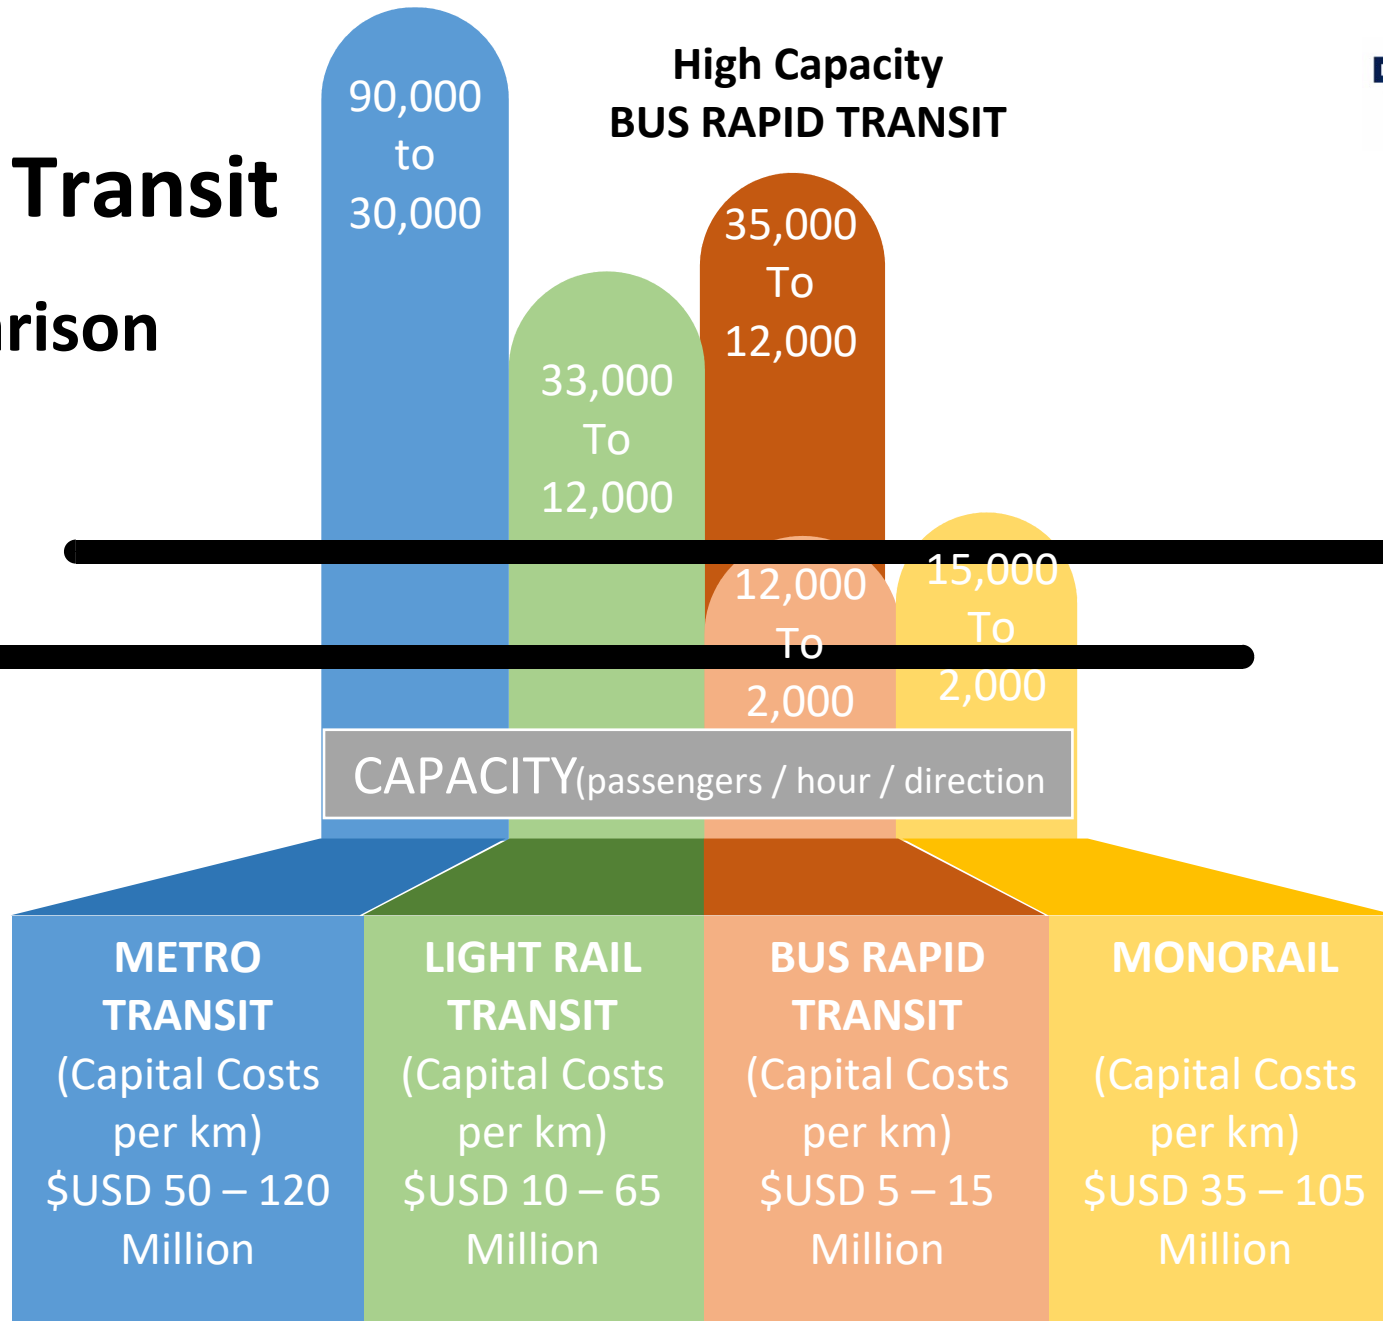 Transit
arison
High Capacity
BUS RAPID TRANSIT
90,000
to
30,000
33,000
To
12,000
35,000
To
12,000
12,000
To
2,000
15,000
To
2,000
CAPACITY(passengers / hour / direction
METRO
TRANSIT
(Capital Costs
per km)
$USD 50 – 120
Million
LIGHT RAIL
TRANSIT
(Capital Costs
per km)
$USD 10 – 65
Million
BUS RAPID
TRANSIT
(Capital Costs
per km)
$USD 5 – 15
Million
MONORAIL
(Capital Costs
per km)
$USD 35 – 105
Million